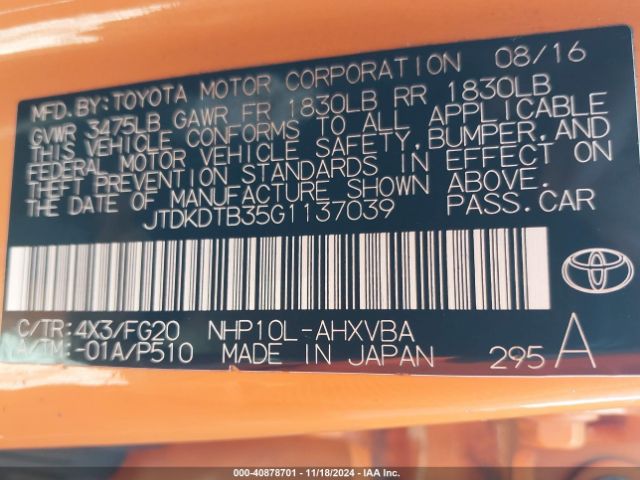 MFD. BY: TOYOTA MOTOR CORPORATION 08/16
GVWR 3475LB GAWR FR 1830LB RR 1830LB
THIS VEHICLE CONFORMS TO ALL APPLICABLE
FEDERAL MOTOR VEHICLE SAFETY, BUMPER, AND
THEFT PREVENTION STANDARDS IN EFFECT ON
THE DATE OF MANUFACTURE SHOWN ABOVE.
JTDKDTB35G1137039 PASS. CAR
C/TR: 4X3/FG20 NHP10L-AHXVBA
A/TM: -01A/P510 MADE IN JAPAN 295 A
000-40878701 - 11/18/2024 - IAA Inc.